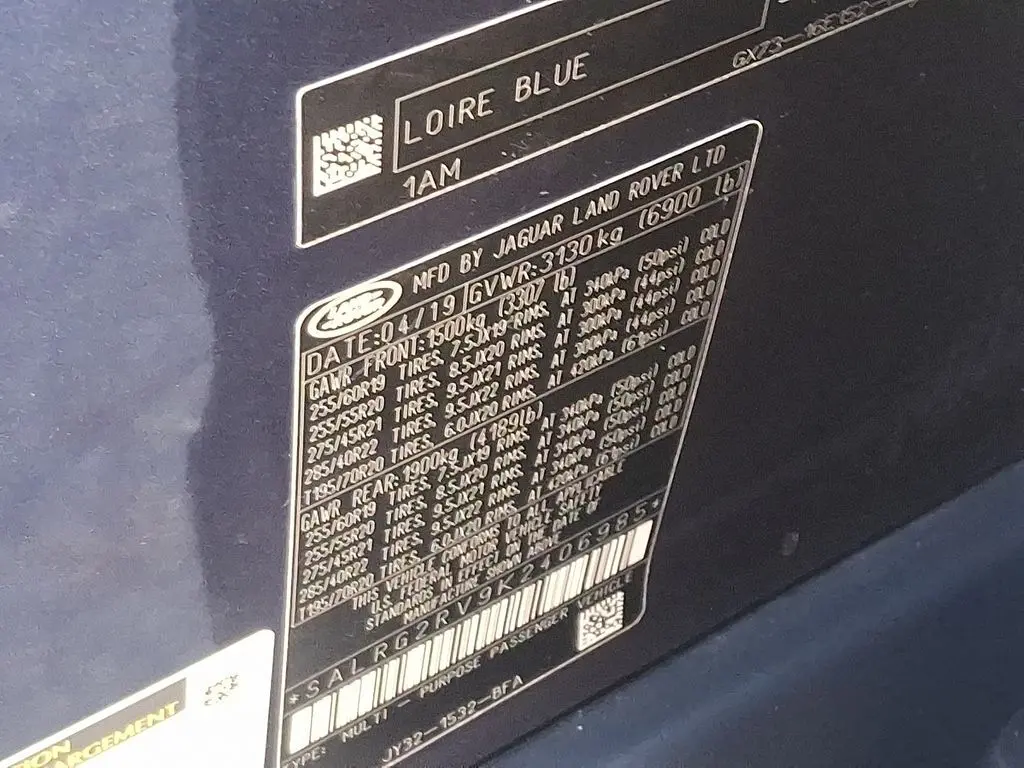 LOIRE BLUE
1AM
MFD BY JAGUAR LAND ROVER LTD
DATE:04/19 GVWR:3130kg (6900 lb)
GAWR FRONT:1500kg (3307 lb)
255/60R19 TIRES. 7.5JX19 RIMS. AT 340kPa (50psi) COLD
255/55R20 TIRES. 8.5JX20 RIMS. AT 300kPa (44psi) COLD
275/45R21 TIRES. 9.5JX21 RIMS. AT 300kPa (44psi) COLD
285/40R22 TIRES. 9.5JX22 RIMS. AT 300kPa (44psi) COLD
T195/70R20 TIRES. 6.0JX20 RIMS. AT 420kPa (61psi) COLD
GAWR REAR:1900kg (4189lb)
255/60R19 TIRES. 7.5JX19 RIMS. AT 340kPa (50psi) COLD
255/55R20 TIRES. 8.5JX20 RIMS. AT 340kPa (50psi) COLD
275/45R21 TIRES. 9.5JX21 RIMS. AT 340kPa (50psi) COLD
285/40R22 TIRES. 9.5JX22 RIMS. AT 340kPa (50psi) COLD
T195/70R20 TIRES. 6.0JX20 RIMS. AT 420kPa (61psi) COLD
THIS VEHICLE CONFORMS TO ALL APPLICABLE
U.S. FEDERAL MOTOR VEHICLE SAFETY
STANDARDS IN EFFECT ON THE DATE OF
MANUFACTURE SHOWN ABOVE
*SALRG2RV9K2406985*
TYPE: MULTI - PURPOSE PASSENGER VEHICLE
JY32-1532-BFA